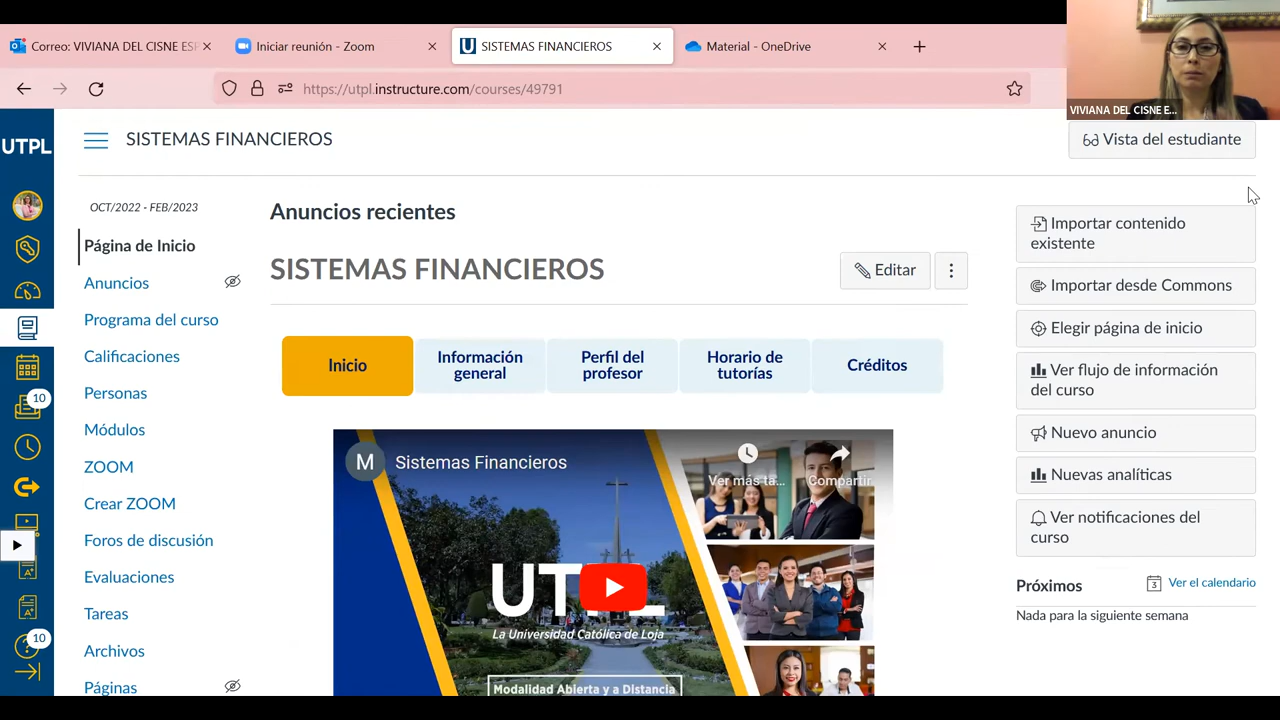 Correo: VIVIANA DEL CISNE ES
Iniciar reunión - Zoom
SISTEMAS FINANCIEROS
Material - OneDrive
https://utpl.instructure.com/courses/49791
VIVIANA DEL CISNE E...
UTPL
SISTEMAS FINANCIEROS
Vista del estudiante
OCT/2022 - FEB/2023
Página de Inicio
Anuncios
Programa del curso
Calificaciones
Personas
Módulos
ZOOM
Crear ZOOM
Foros de discusión
Evaluaciones
Tareas
Archivos
Páginas
10
10
Anuncios recientes
SISTEMAS FINANCIEROS
Editar
Inicio
Información
general
Perfil del
profesor
Horario de
tutorías
Créditos
M
Sistemas Financieros
Ver más ta...
Compartir
UTPL
La Universidad Católica de Loja
Modalidad Abierta y a Distancia
Importar contenido
existente
Importar desde Commons
Elegir página de inicio
Ver flujo de información
del curso
Nuevo anuncio
Nuevas analíticas
Ver notificaciones del
curso
Próximos
3
Ver el calendario
Nada para la siguiente semana